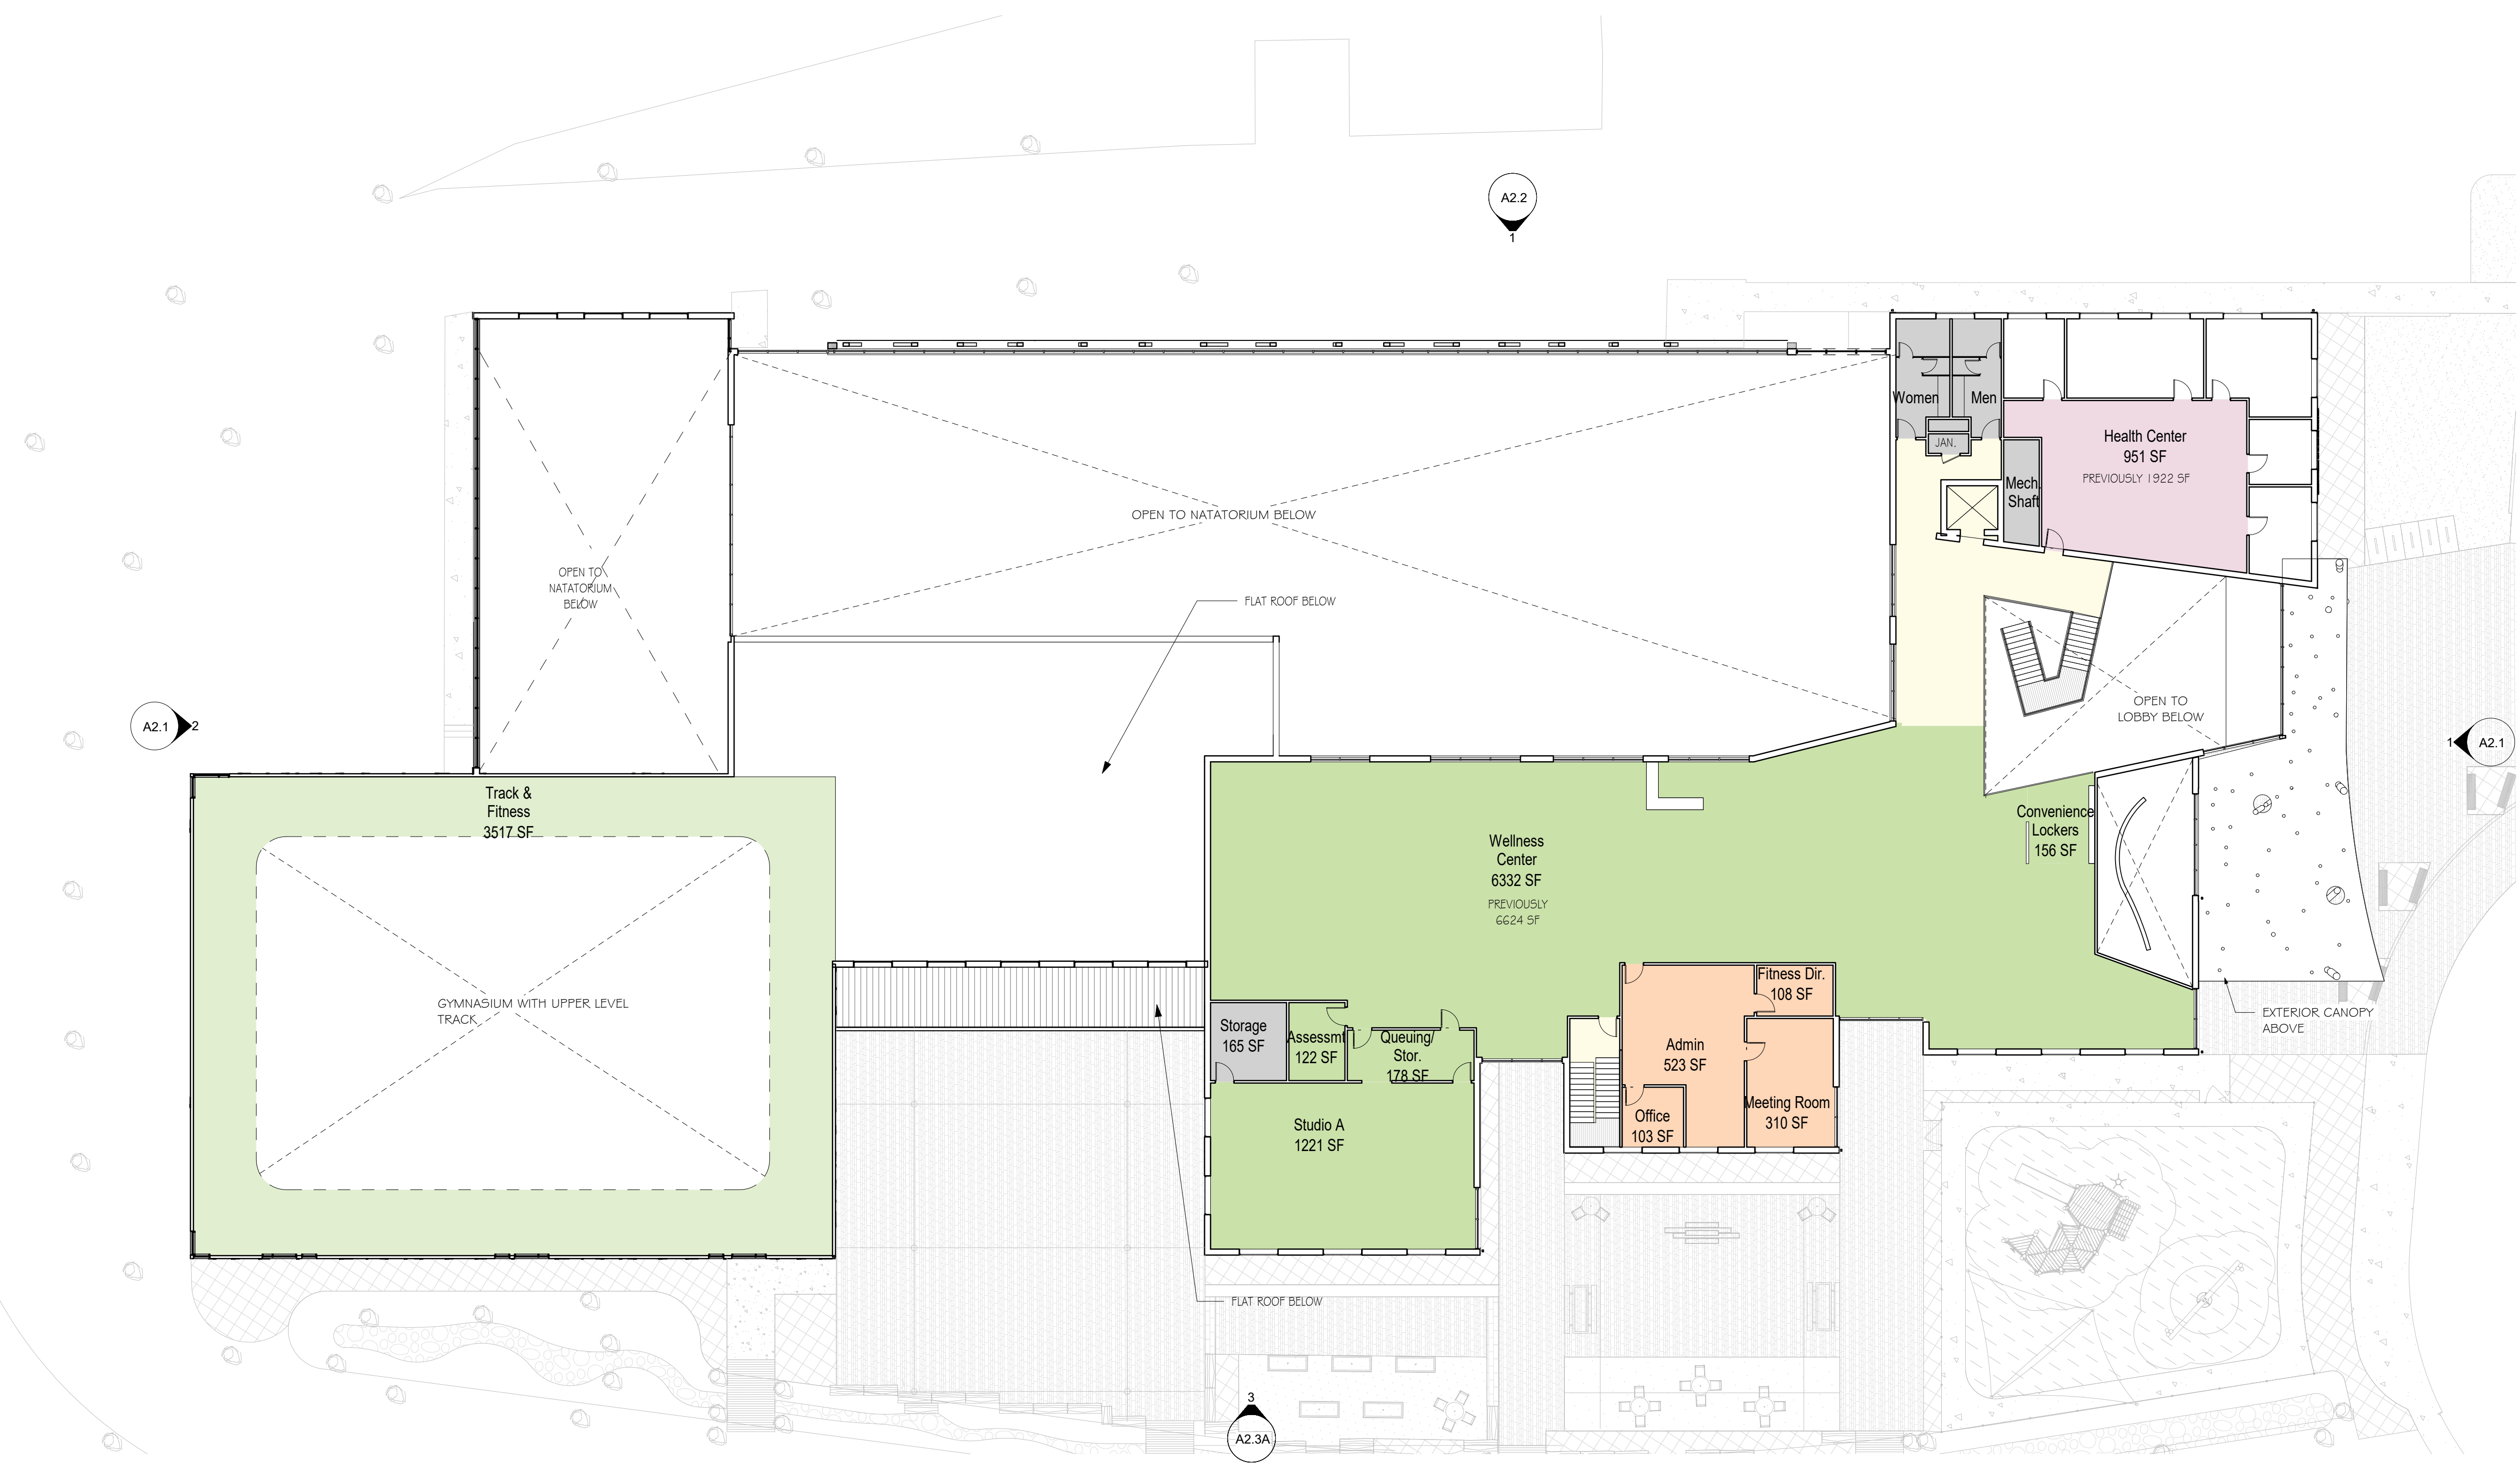 A2.2
1
Women
Men
JAN.
Health Center
951 SF
PREVIOUSLY 1922 SF
Mech.
Shaft
OPEN TO NATATORIUM BELOW
OPEN TO
NATATORIUM
BELOW
FLAT ROOF BELOW
A2.1
2
OPEN TO
LOBBY BELOW
1
A2.1
Track &
Fitness
3517 SF
Wellness
Center
6332 SF
PREVIOUSLY
6624 SF
Convenience
Lockers
156 SF
GYMNASIUM WITH UPPER LEVEL
TRACK
Fitness Dir.
108 SF
EXTERIOR CANOPY
ABOVE
Storage
165 SF
Assessmt
122 SF
Queuing/
Stor.
178 SF
Admin
523 SF
Office
103 SF
Meeting Room
310 SF
Studio A
1221 SF
FLAT ROOF BELOW
3
A2.3A